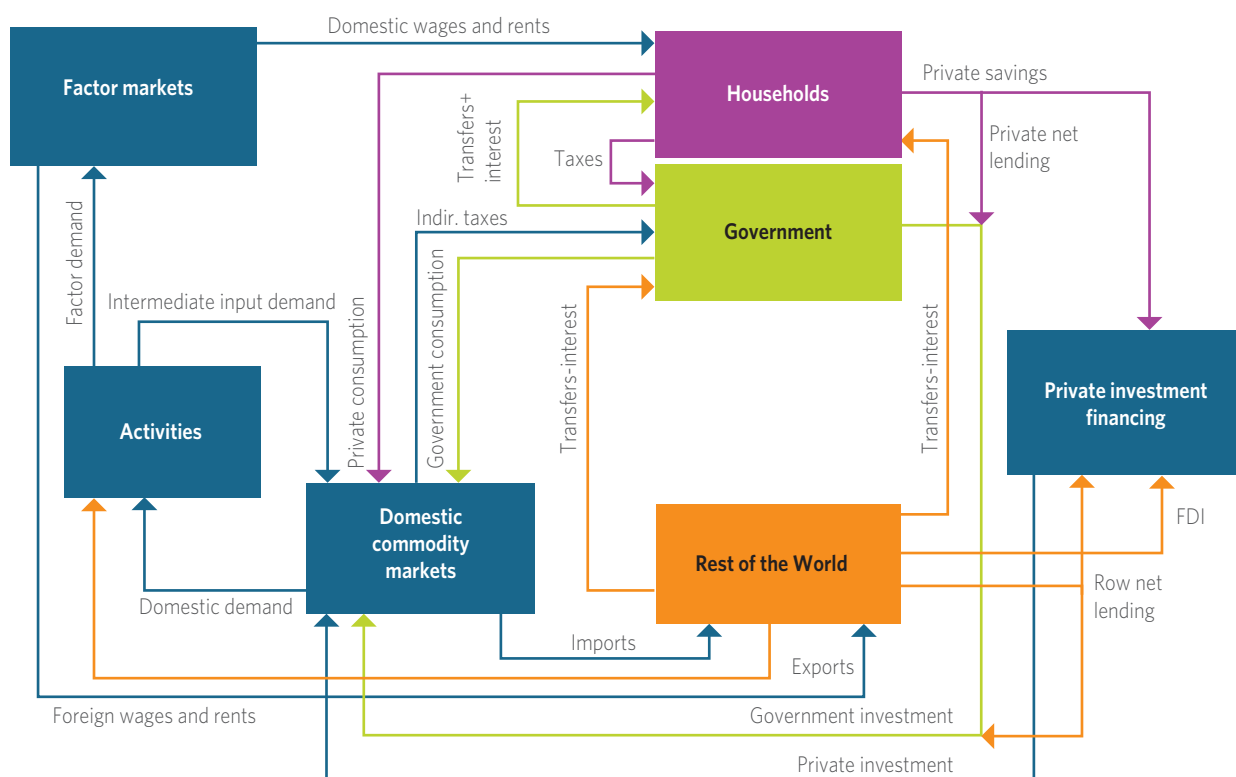 Domestic wages and rents
Factor markets
Households
Private savings
Transfers+
interest
Taxes
Private net
lending
Indir. taxes
Government
Factor demand
Intermediate input demand
Private consumption
Government consumption
Transfers-interest
Transfers-interest
Private investment
financing
Activities
Domestic
commodity
markets
Rest of the World
FDI
Domestic demand
Row net
lending
Imports
Exports
Foreign wages and rents
Government investment
Private investment